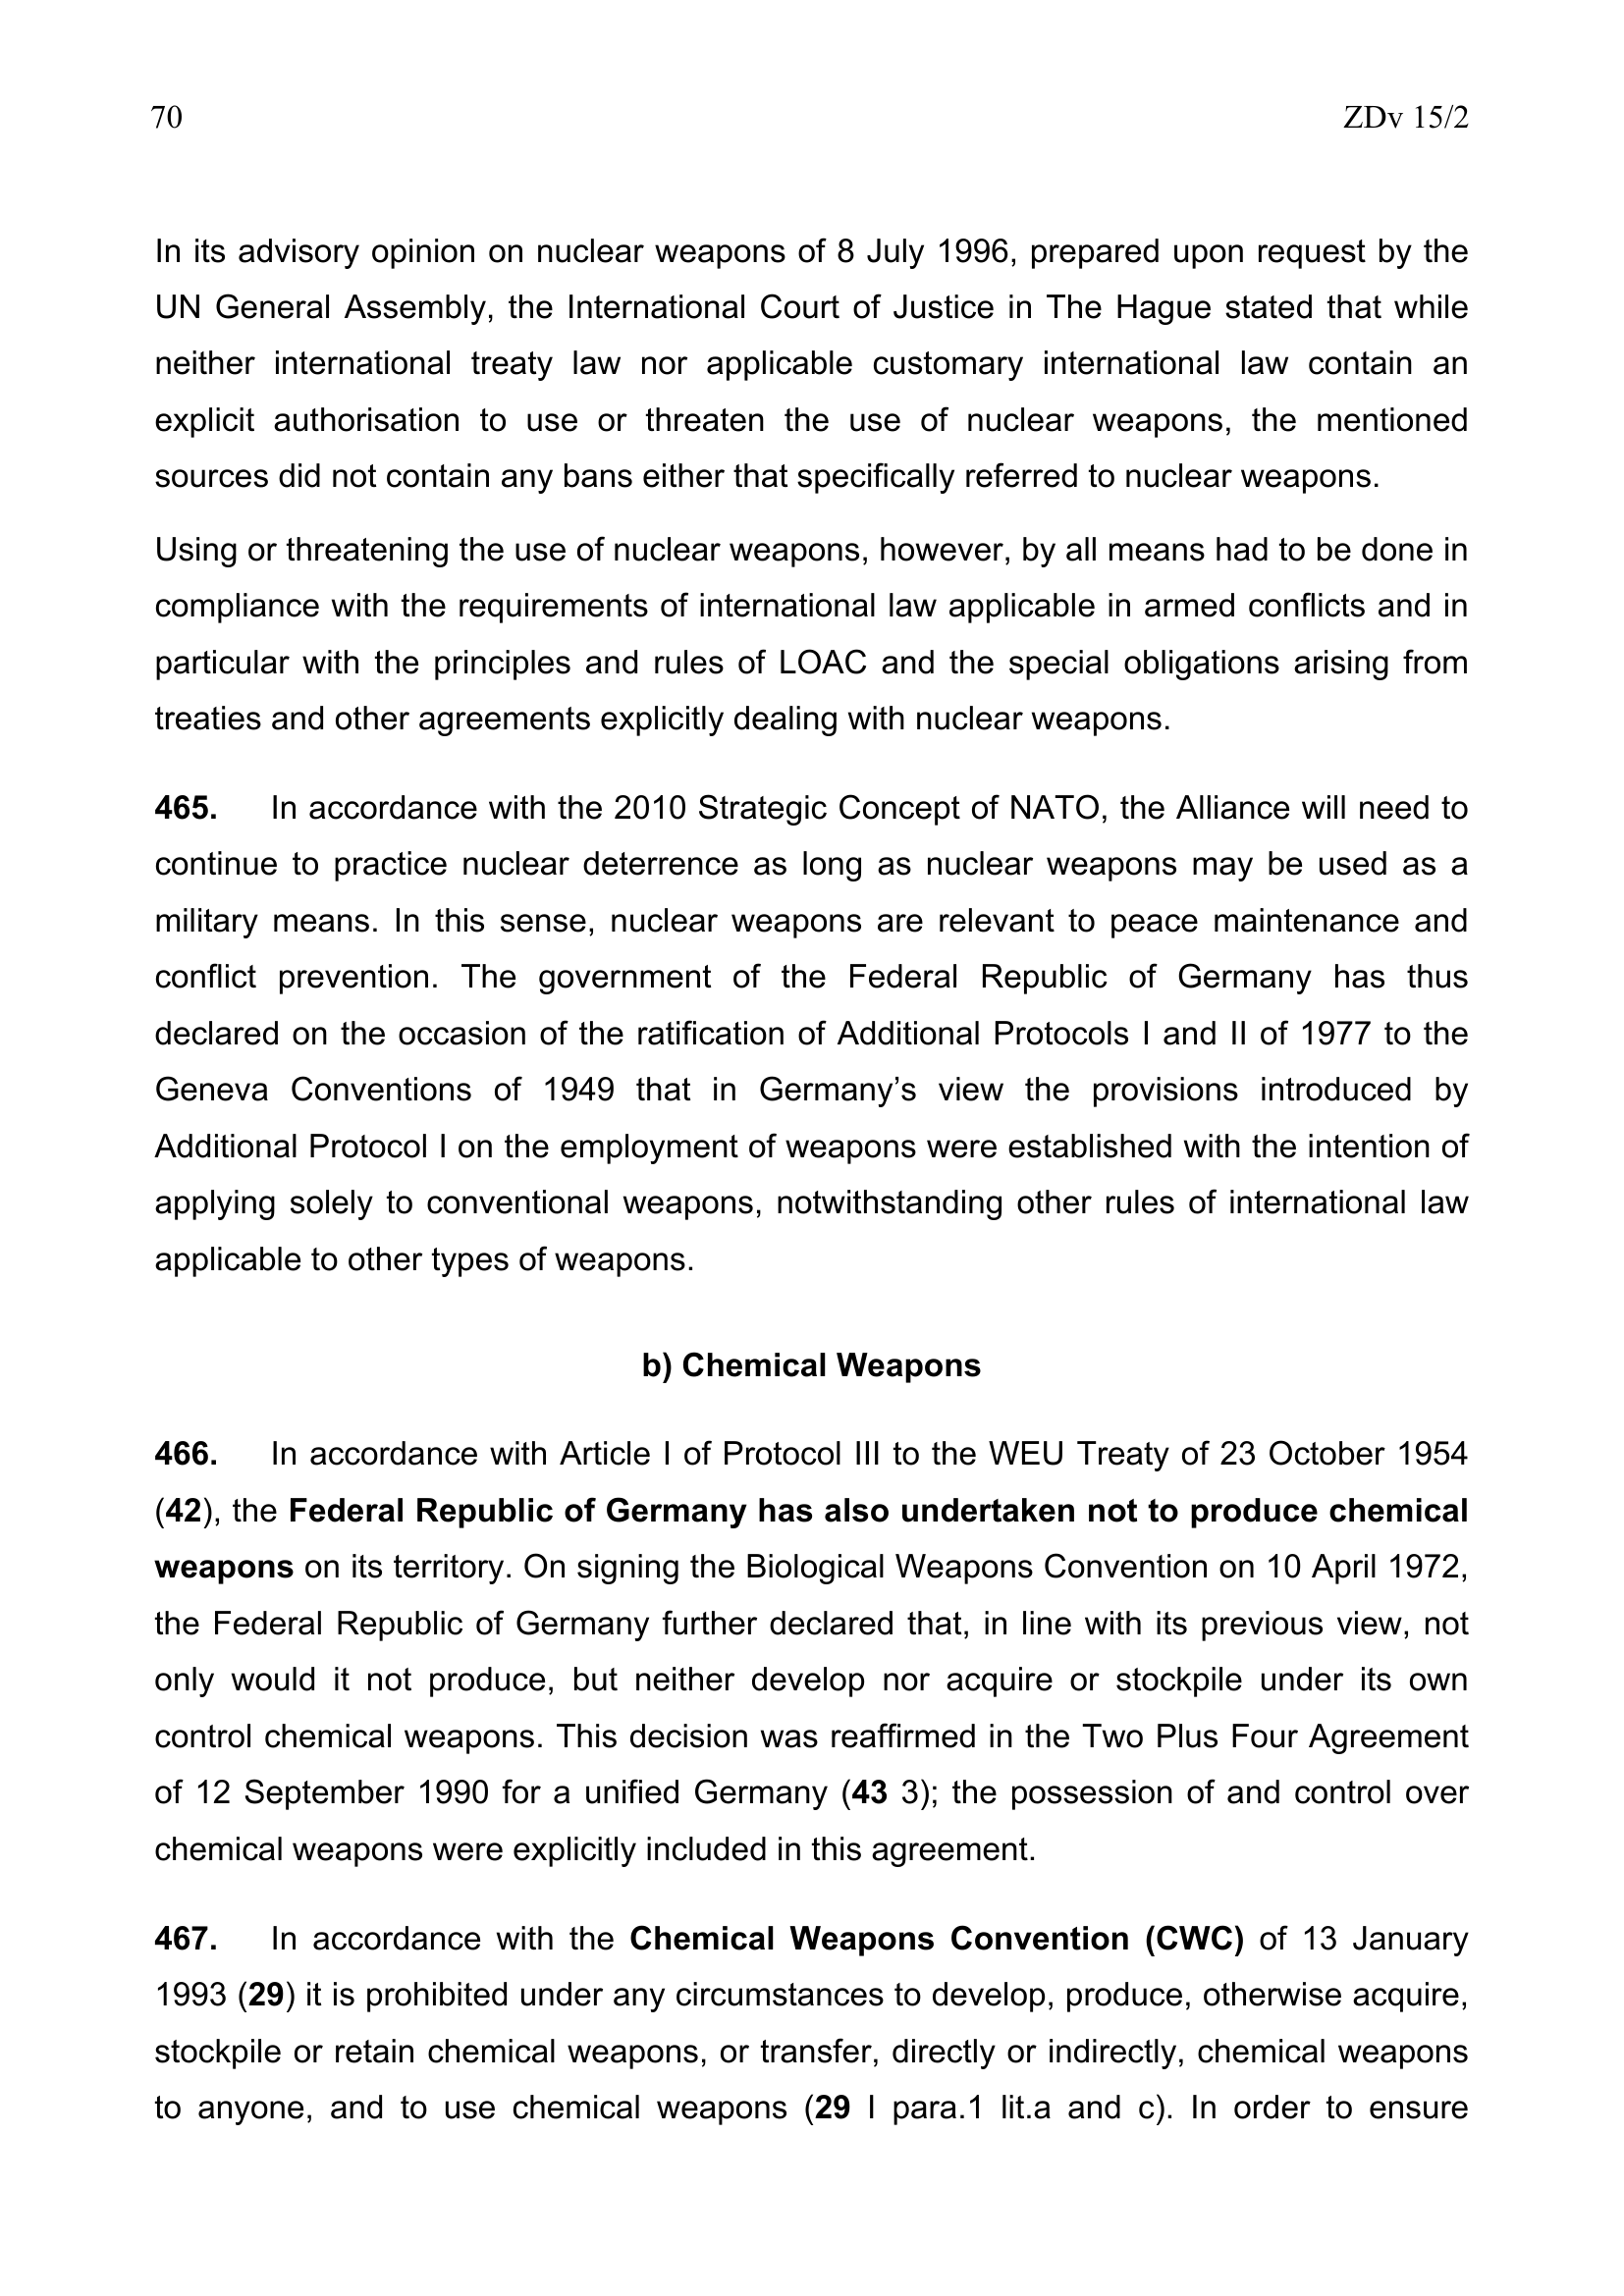 70 ZDv 15/2
In its advisory opinion on nuclear weapons of 8 July 1996, prepared upon request by the
UN General Assembly, the International Court of Justice in The Hague stated that while
neither international treaty law nor applicable customary international law contain an
explicit authorisation to use or threaten the use of nuclear weapons, the mentioned
sources did not contain any bans either that specifically referred to nuclear weapons.
Using or threatening the use of nuclear weapons, however, by all means had to be done in
compliance with the requirements of international law applicable in armed conflicts and in
particular with the principles and rules of LOAC and the special obligations arising from
treaties and other agreements explicitly dealing with nuclear weapons.
465. In accordance with the 2010 Strategic Concept of NATO, the Alliance will need to
continue to practice nuclear deterrence as long as nuclear weapons may be used as a
military means. In this sense, nuclear weapons are relevant to peace maintenance and
conflict prevention. The government of the Federal Republic of Germany has thus
declared on the occasion of the ratification of Additional Protocols I and II of 1977 to the
Geneva Conventions of 1949 that in Germany’s view the provisions introduced by
Additional Protocol I on the employment of weapons were established with the intention of
applying solely to conventional weapons, notwithstanding other rules of international law
applicable to other types of weapons.
b) Chemical Weapons
466. In accordance with Article I of Protocol III to the WEU Treaty of 23 October 1954
(42), the Federal Republic of Germany has also undertaken not to produce chemical
weapons on its territory. On signing the Biological Weapons Convention on 10 April 1972,
the Federal Republic of Germany further declared that, in line with its previous view, not
only would it not produce, but neither develop nor acquire or stockpile under its own
control chemical weapons. This decision was reaffirmed in the Two Plus Four Agreement
of 12 September 1990 for a unified Germany (43 3); the possession of and control over
chemical weapons were explicitly included in this agreement.
467. In accordance with the Chemical Weapons Convention (CWC) of 13 January
1993 (29) it is prohibited under any circumstances to develop, produce, otherwise acquire,
stockpile or retain chemical weapons, or transfer, directly or indirectly, chemical weapons
to anyone, and to use chemical weapons (29 I para.1 lit.a and c). In order to ensure